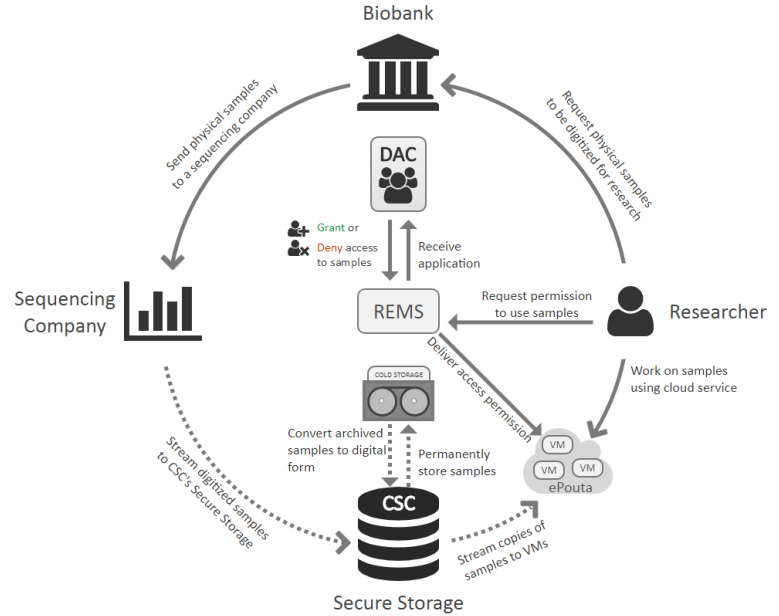 Biobank
Send physical samples
to a sequencing company
Request physical samples
to be digitized for
research
DAC
Grant or
Deny access
to samples
Receive
application
Sequencing
Company
REMS
Request permission
to use samples
Researcher
Deliver access permission
Work on samples
using cloud service
COLD STORAGE
Convert archived
samples to digital
form
Permanently
store samples
VM
VM
VM
ePouta
Stream digitized samples
to CSC's Secure Storage
CSC
Stream copies of
samples to VMs
Secure Storage